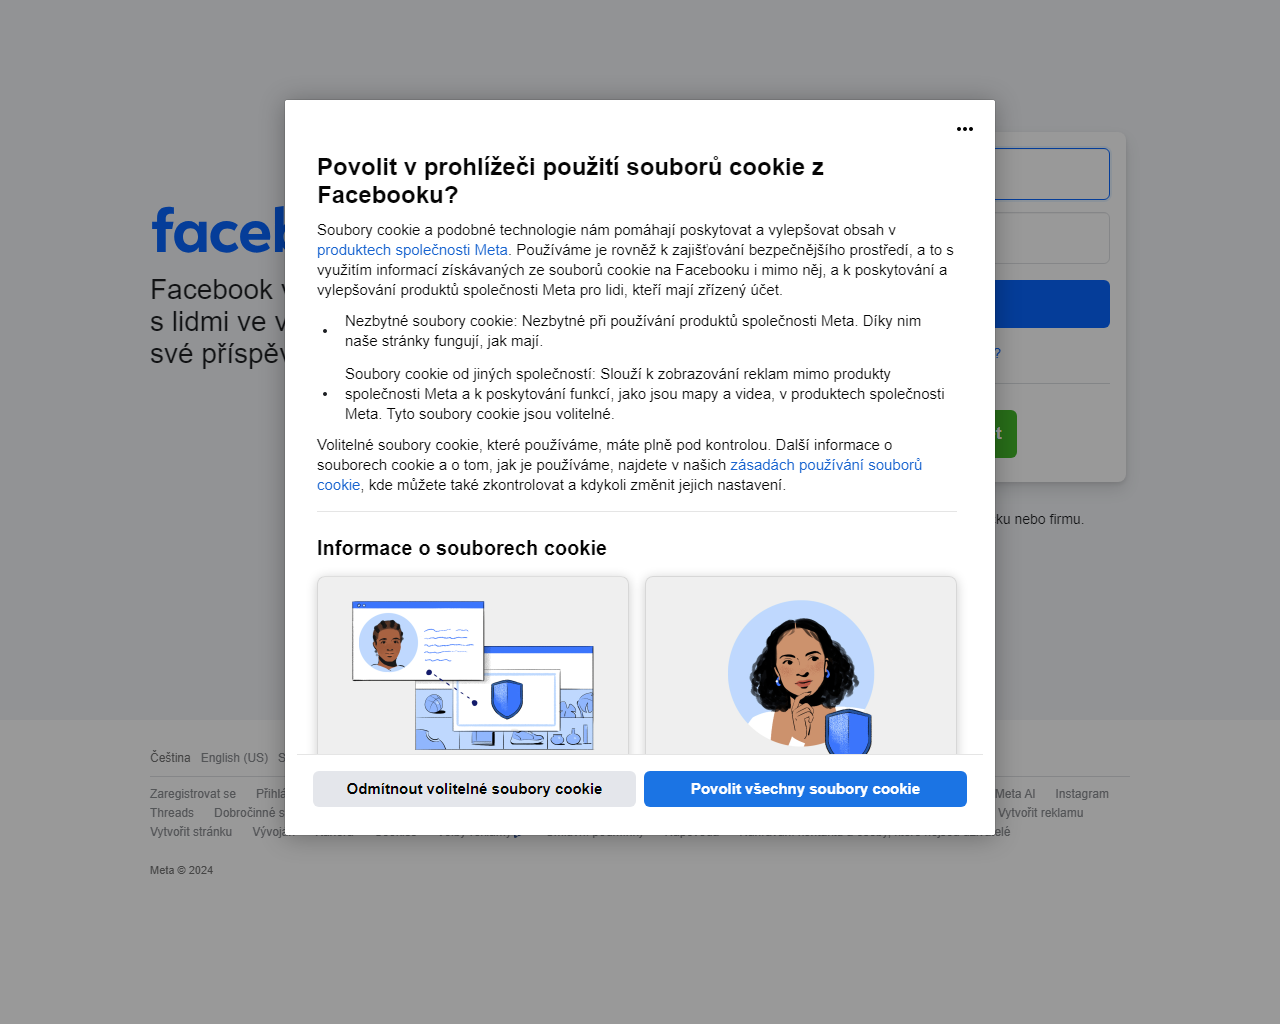 Povolit v prohlížeči použití souborů cookie z
Facebooku?
Soubory cookie a podobné technologie nám pomáhají poskytovat a vylepšovat obsah v
produktech společnosti Meta. Používáme je rovněž k zajišťování bezpečnějšího prostředí, a to s
využitím informací získávaných ze souborů cookie na Facebooku i mimo něj, a k poskytování a
vylepšování produktů společnosti Meta pro lidi, kteří mají zřízený účet.
• Nezbytné soubory cookie: Nezbytné při používání produktů společnosti Meta. Díky nim
naše stránky fungují, jak mají.
• Soubory cookie od jiných společností: Slouží k zobrazování reklam mimo produkty
společnosti Meta a k poskytování funkcí, jako jsou mapy a videa, v produktech společnosti
Meta. Tyto soubory cookie jsou volitelné.
Volitelné soubory cookie, které používáme, máte plně pod kontrolou. Další informace o
souborech cookie a o tom, jak je používáme, najdete v našich zásadách používání souborů
cookie, kde můžete také zkontrolovat a kdykoli změnit jejich nastavení.
Informace o souborech cookie
Odmítnout volitelné soubory cookie
Povolit všechny soubory cookie
Facebook
s lidmi ve
své
?
t
ku nebo firmu.
Čeština English (US)
Zaregistrovat se
Meta AI Instagram
Threads Dobročinné
Vytvořit reklamu
Vytvořit stránku
Meta © 2024